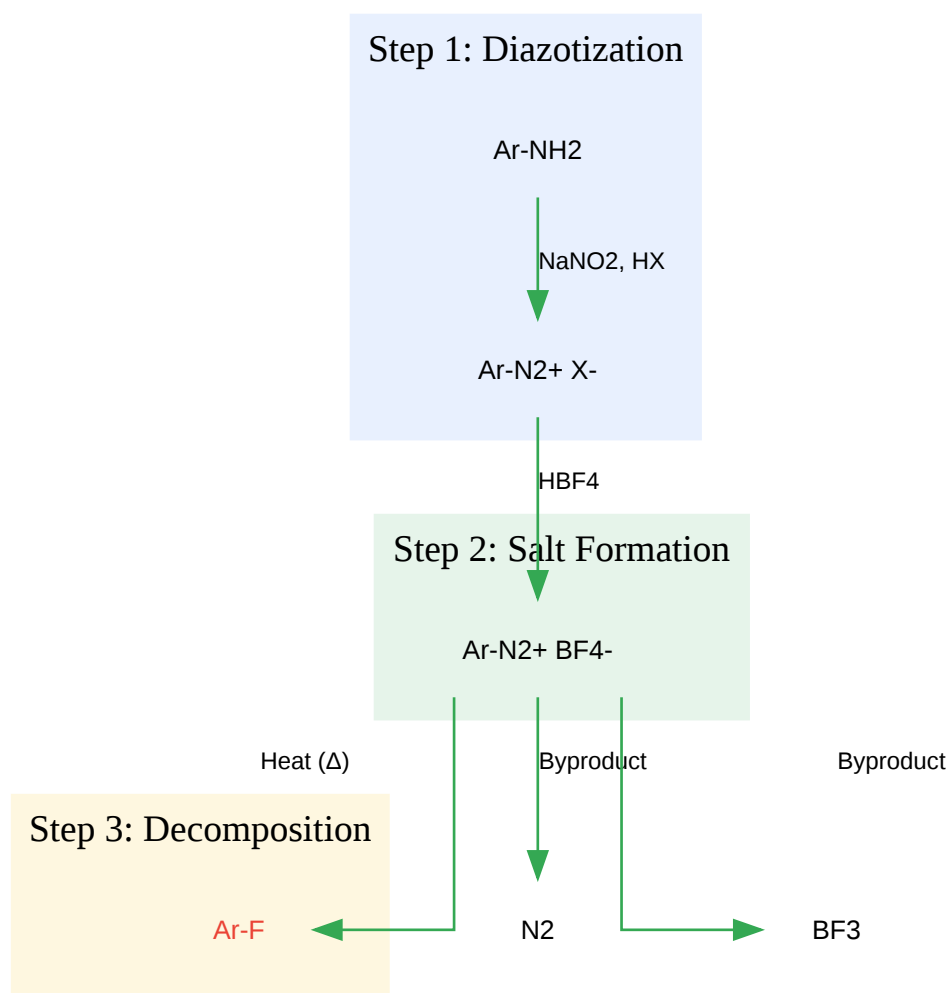 Step 1: Diazotization
Ar-NH2
NaNO2, HX
Ar-N2+ X-
HBF4
Step 2: Salt Formation
Ar-N2+ BF4-
Heat (Δ)
Byproduct
Byproduct
Step 3: Decomposition
Ar-F
N2
BF3